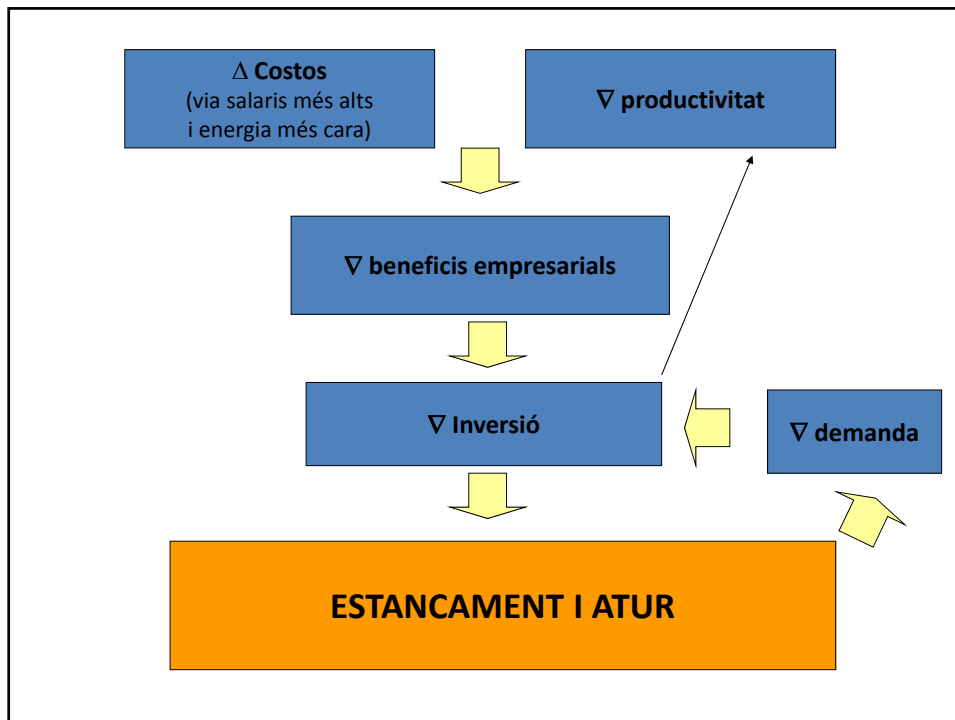 ∆ Costos
(via salaris més alts
i energia més cara)
∇ productivitat
∇ beneficis empresarials
∇ Inversió
∇ demanda
ESTANCAMENT I ATUR